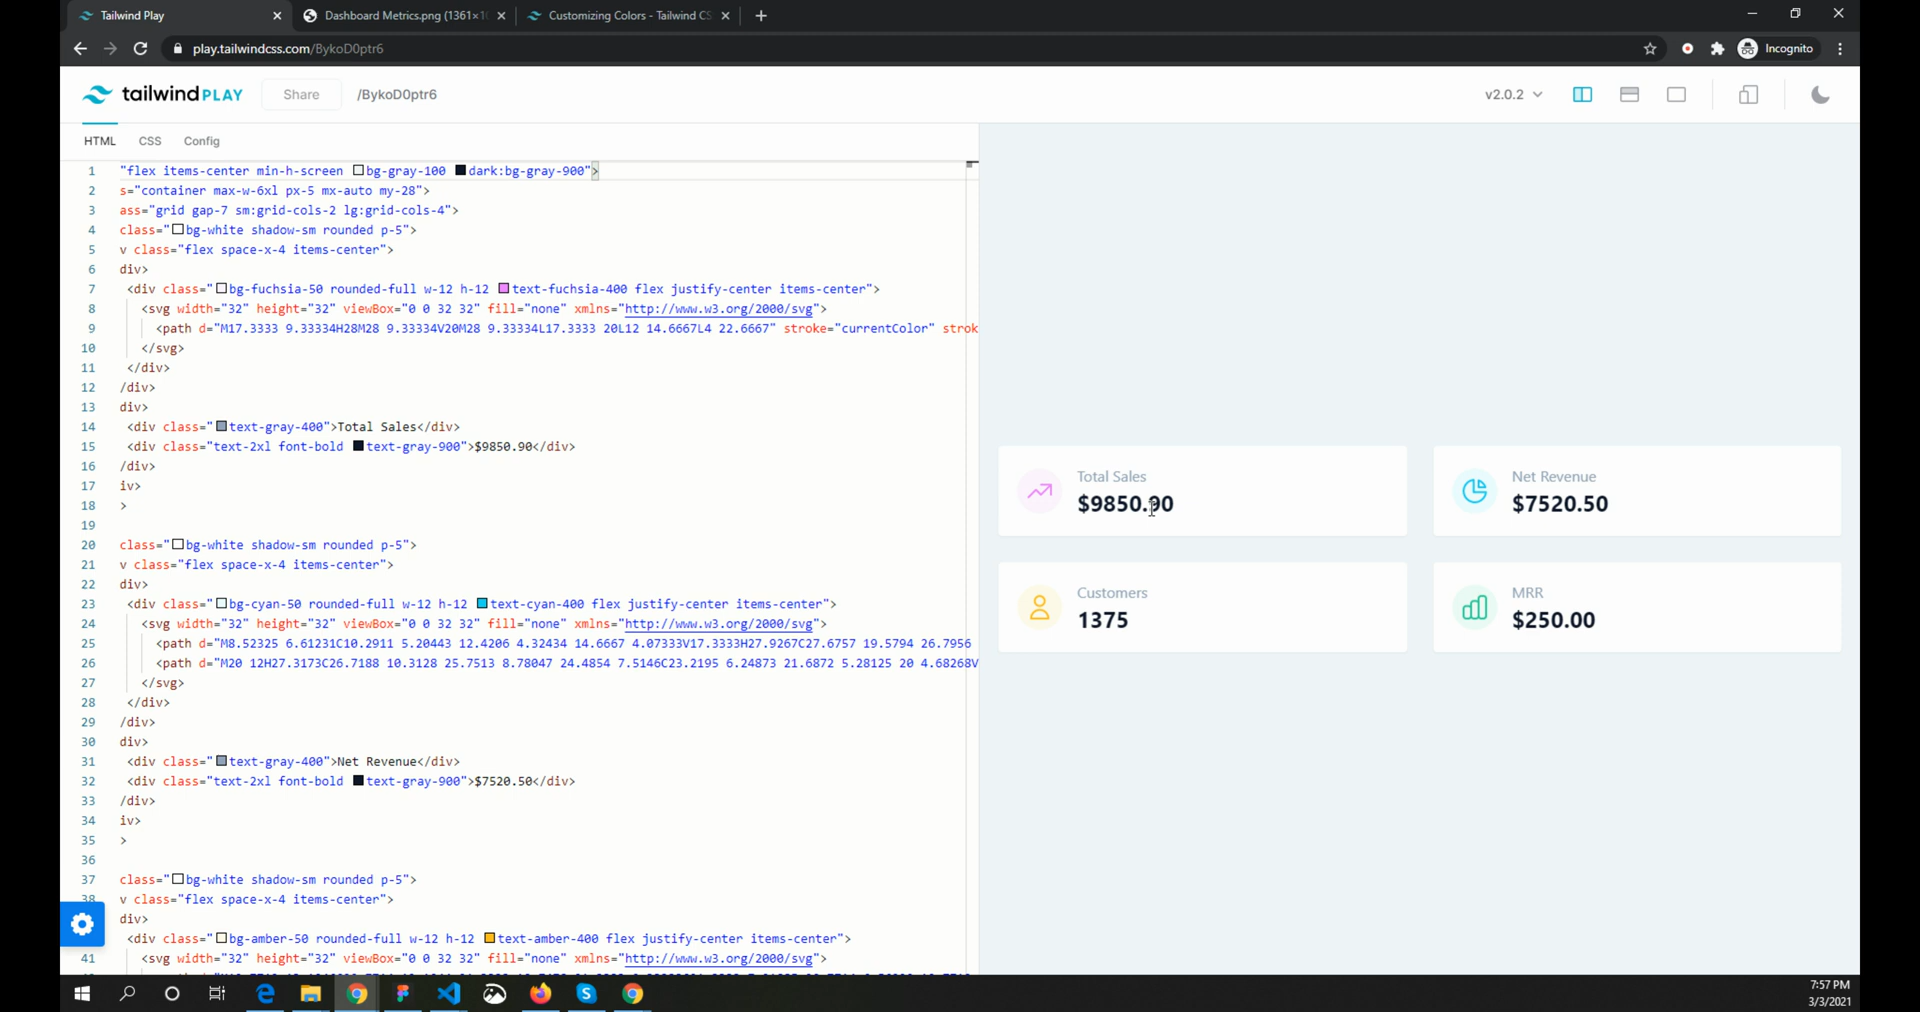 Tailwind Play
Dashboard Metrics.png (1361×1
Customizing Colors - Tailwind CS
play.tailwindcss.com/BykoD0ptr6
Incognito
tailwind PLAY
Share
/BykoD0ptr6
v2.0.2
HTML
CSS
Config
1 "flex items-center min-h-screen bg-gray-100 dark:bg-gray-900">
2 s="container max-w-6xl px-5 mx-auto my-28">
3 ass="grid gap-7 sm:grid-cols-2 lg:grid-cols-4">
4 class="bg-white shadow-sm rounded p-5">
5 v class="flex space-x-4 items-center">
6 div>
7 <div class="bg-fuchsia-50 rounded-full w-12 h-12 text-fuchsia-400 flex justify-center items-center">
8 <svg width="32" height="32" viewBox="0 0 32 32" fill="none" xmlns="http://www.w3.org/2000/svg">
9 <path d="M17.3333 9.33334H28M28 9.33334V20M28 9.33334L17.3333 20L12 14.6667L4 22.6667" stroke="currentColor" strok
10 </svg>
11 </div>
12 /div>
13 div>
14 <div class="text-gray-400">Total Sales</div>
15 <div class="text-2xl font-bold text-gray-900">$9850.90</div>
16 /div>
17 iv>
18 >
19
20 class="bg-white shadow-sm rounded p-5">
21 v class="flex space-x-4 items-center">
22 div>
23 <div class="bg-cyan-50 rounded-full w-12 h-12 text-cyan-400 flex justify-center items-center">
24 <svg width="32" height="32" viewBox="0 0 32 32" fill="none" xmlns="http://www.w3.org/2000/svg">
25 <path d="M8.52325 6.61231C10.2911 5.20443 12.4206 4.32434 14.6667 4.07333V17.3333H27.9267C27.6757 19.5794 26.7956
26 <path d="M20 12H27.3173C26.7188 10.3128 25.7513 8.78047 24.4854 7.5146C23.2195 6.24873 21.6872 5.28125 20 4.68268V
27 </svg>
28 </div>
29 /div>
30 div>
31 <div class="text-gray-400">Net Revenue</div>
32 <div class="text-2xl font-bold text-gray-900">$7520.50</div>
33 /div>
34 iv>
35 >
36
37 class="bg-white shadow-sm rounded p-5">
38 v class="flex space-x-4 items-center">
div>
<div class="bg-amber-50 rounded-full w-12 h-12 text-amber-400 flex justify-center items-center">
41 <svg width="32" height="32" viewBox="0 0 32 32" fill="none" xmlns="http://www.w3.org/2000/svg">
Total Sales
$9850.90
Net Revenue
$7520.50
Customers
1375
MRR
$250.00
7:57 PM
3/3/2021